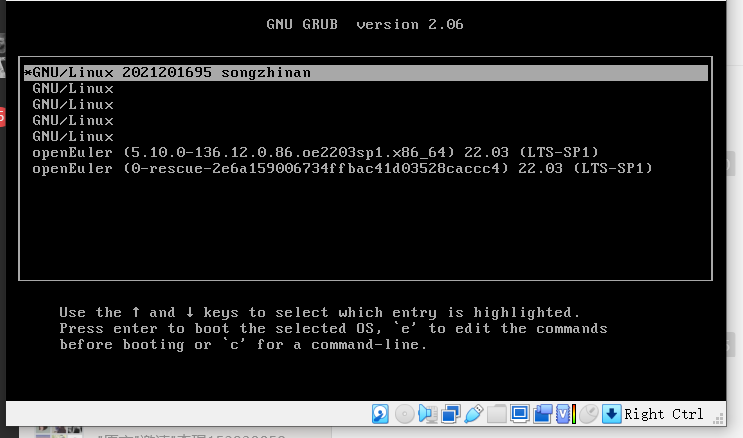 GNU GRUB version 2.06
*GNU/Linux 2021201695 songzhinan
GNU/Linux
GNU/Linux
GNU/Linux
GNU/Linux
openEuler (5.10.0-136.12.0.86.oe2203sp1.x86_64) 22.03 (LTS-SP1)
openEuler (0-rescue-2e6a159006734ffbac41d03528caccc4) 22.03 (LTS-SP1)
Use the ↑ and ↓ keys to select which entry is highlighted.
Press enter to boot the selected OS, `e' to edit the commands
before booting or `c' for a command-line.
Right Ctrl